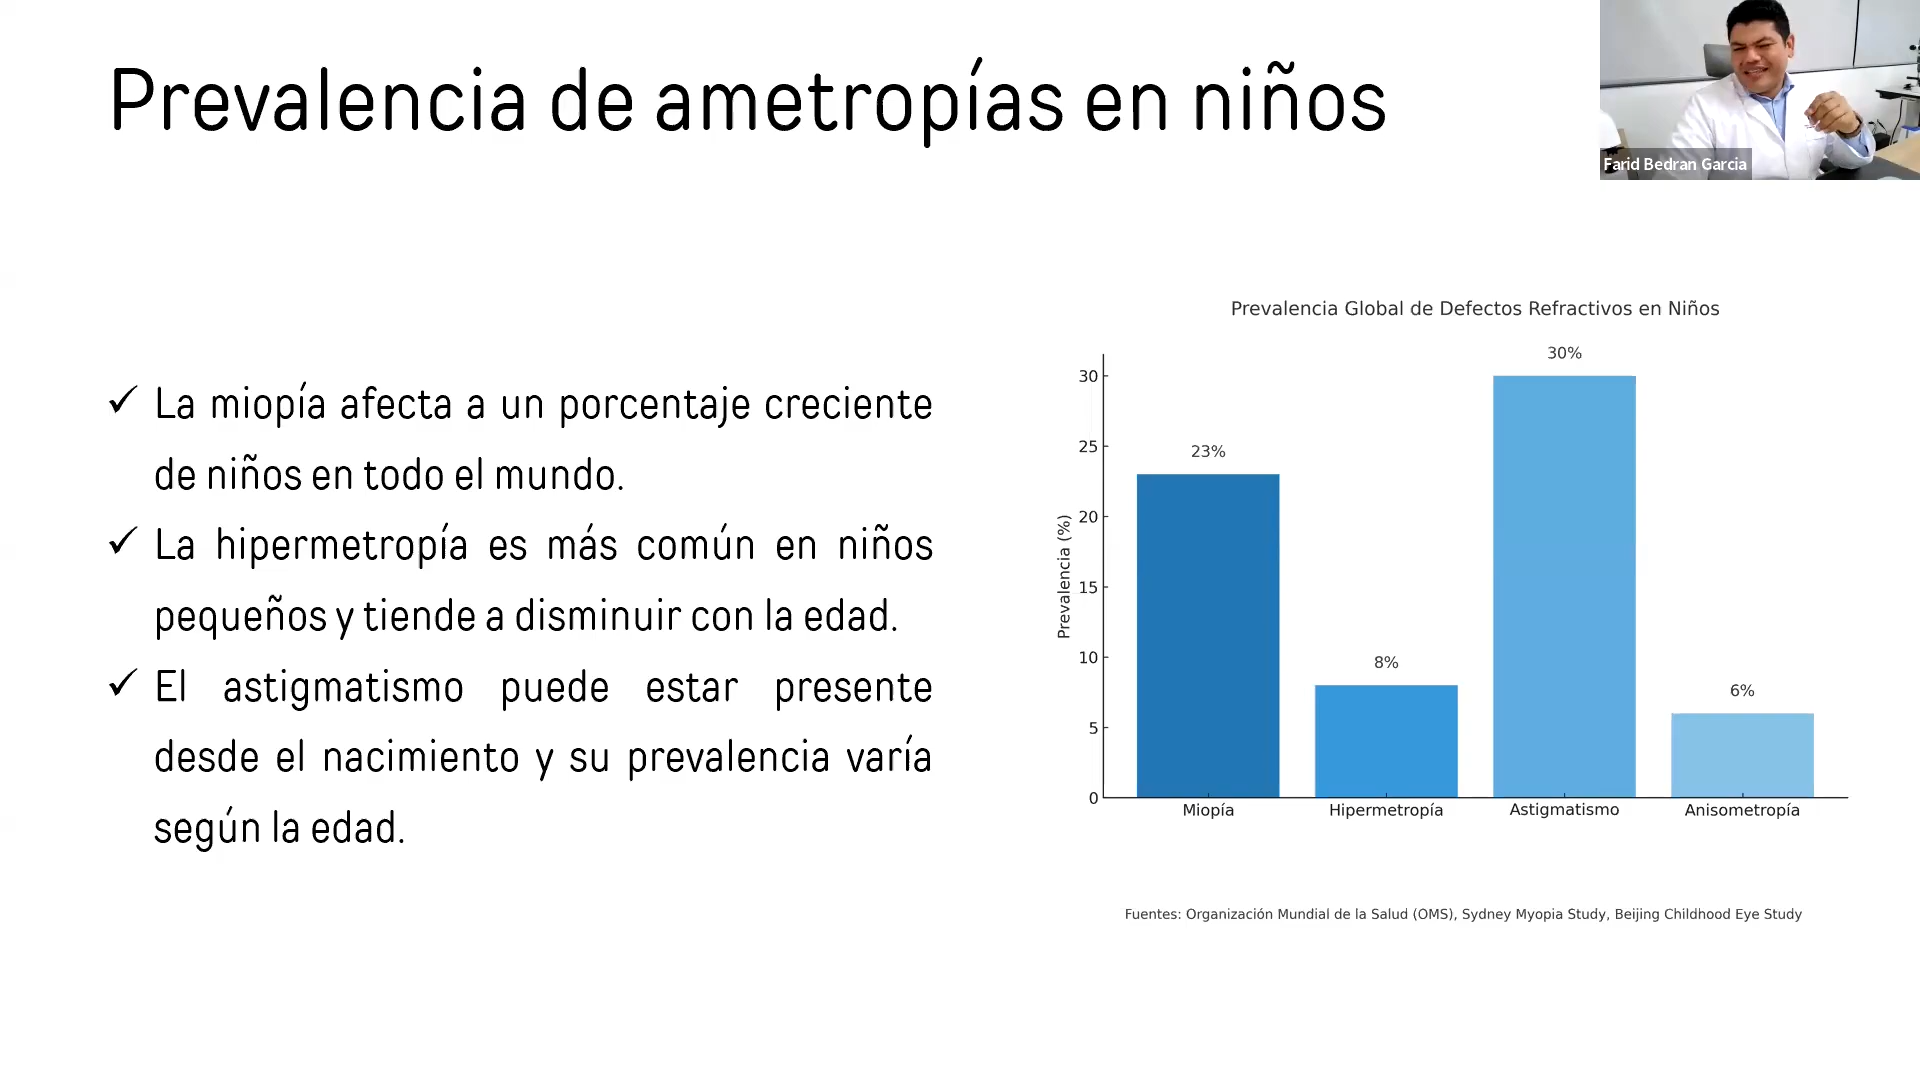 Prevalencia de ametropías en niños
Farid Bedran Garcia
✓ La miopía afecta a un porcentaje creciente
de niños en todo el mundo.
✓ La hipermetropía es más común en niños
pequeños y tiende a disminuir con la edad.
✓ El astigmatismo puede estar presente
desde el nacimiento y su prevalencia varía
según la edad.
Prevalencia Global de Defectos Refractivos en Niños
Prevalencia (%)
30
25
20
15
10
5
0
23%
8%
30%
6%
Miopía
Hipermetropía
Astigmatismo
Anisometropía
Fuentes: Organización Mundial de la Salud (OMS), Sydney Myopia Study, Beijing Childhood Eye Study